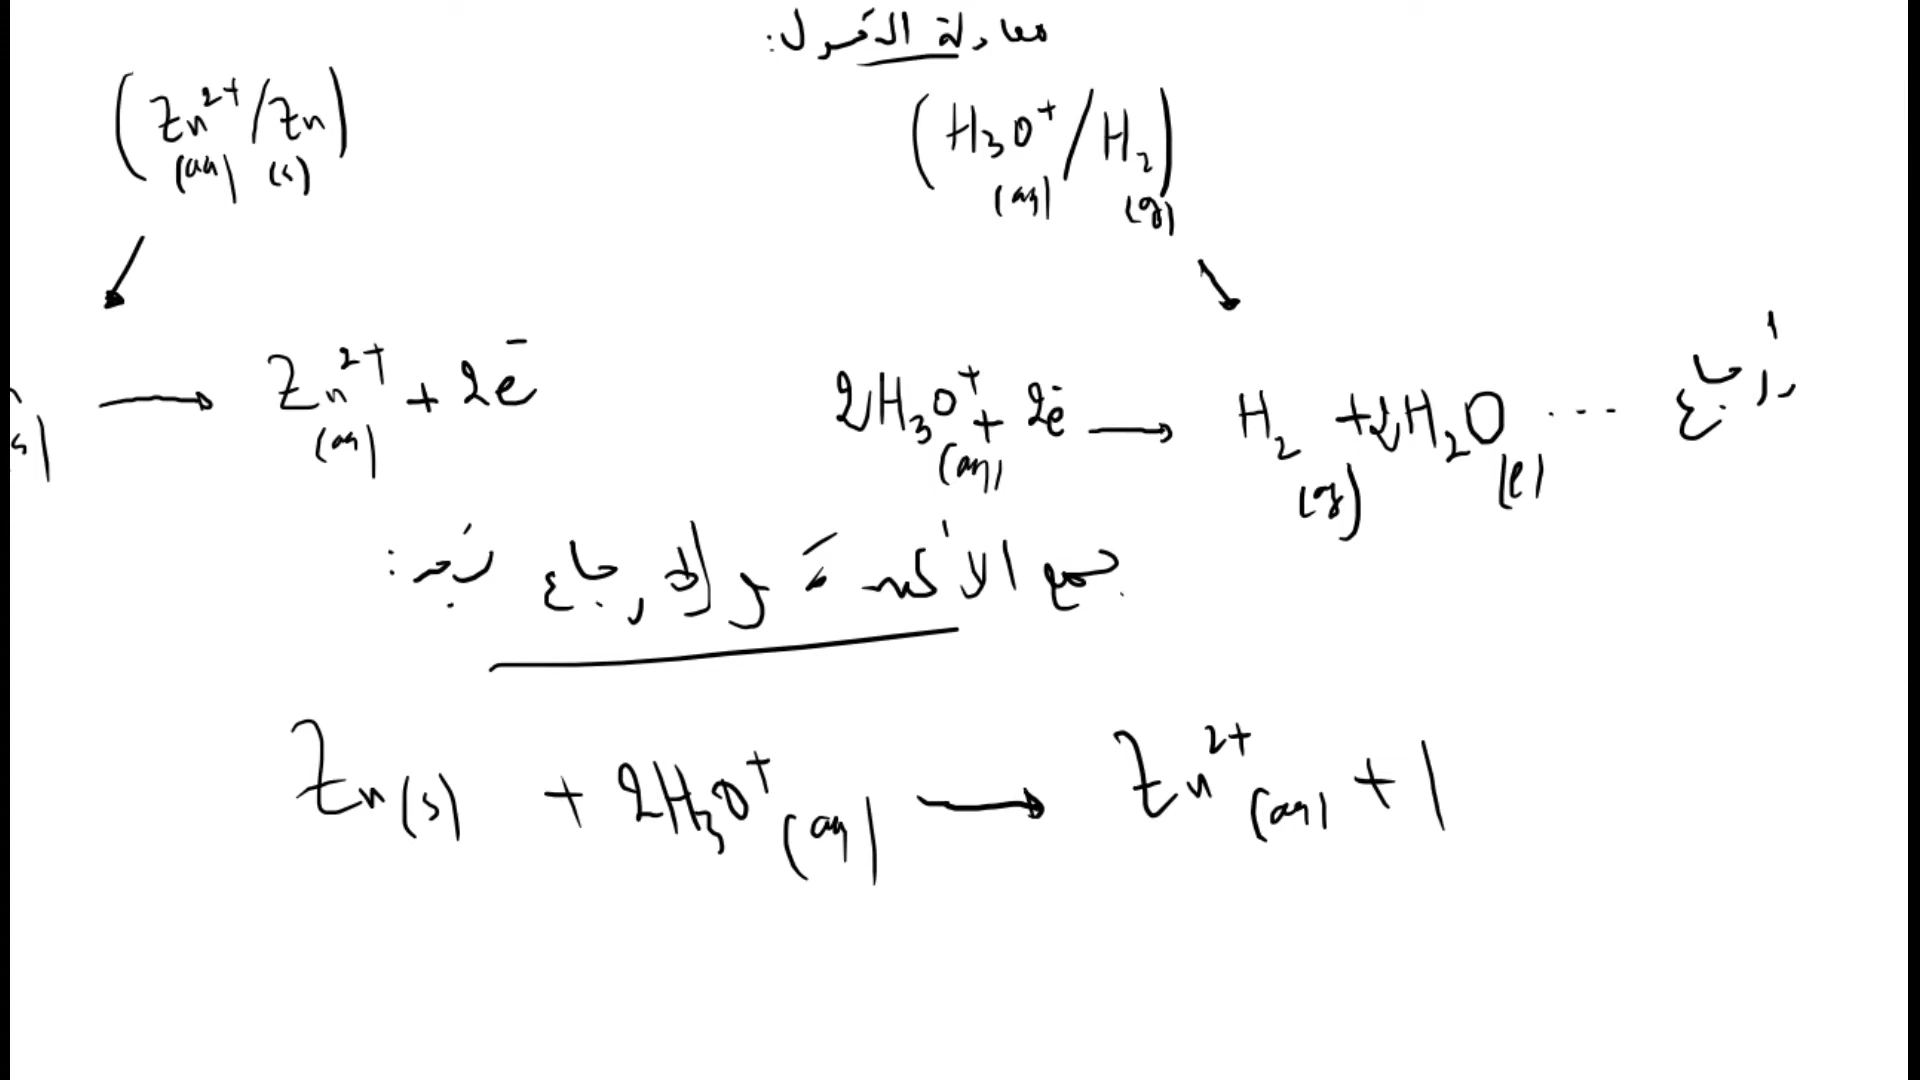 معادلة التحول:
(Zn²⁺(aq)/Zn(s)) (H₃O⁺(aq)/H₂(g))
(s) ⟶ Zn²⁺(aq) + 2e⁻ 2H₃O⁺(aq) + 2e⁻ ⟶ H₂(g) + 2H₂O(l) ... إرجاع
جمع الأكسدة و الإرجاع نجد:
Zn(s) + 2H₃O⁺(aq) ⟶ Zn²⁺(aq) + |